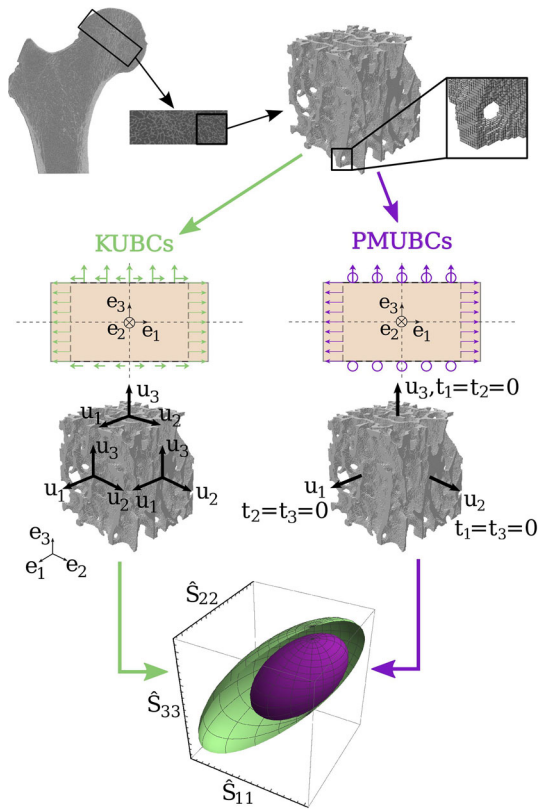 KUBCs
PMUBCs
e₃
e₂ e₁
e₃
e₂ e₁
u₃
u₁ u₂
u₃ u₃
u₁ u₂ u₁ u₂
e₃
e₁ e₂
u₃,t₁=t₂=0
u₁
t₂=t₃=0
u₂
t₁=t₃=0
Ŝ₂₂
Ŝ₃₃
Ŝ₁₁